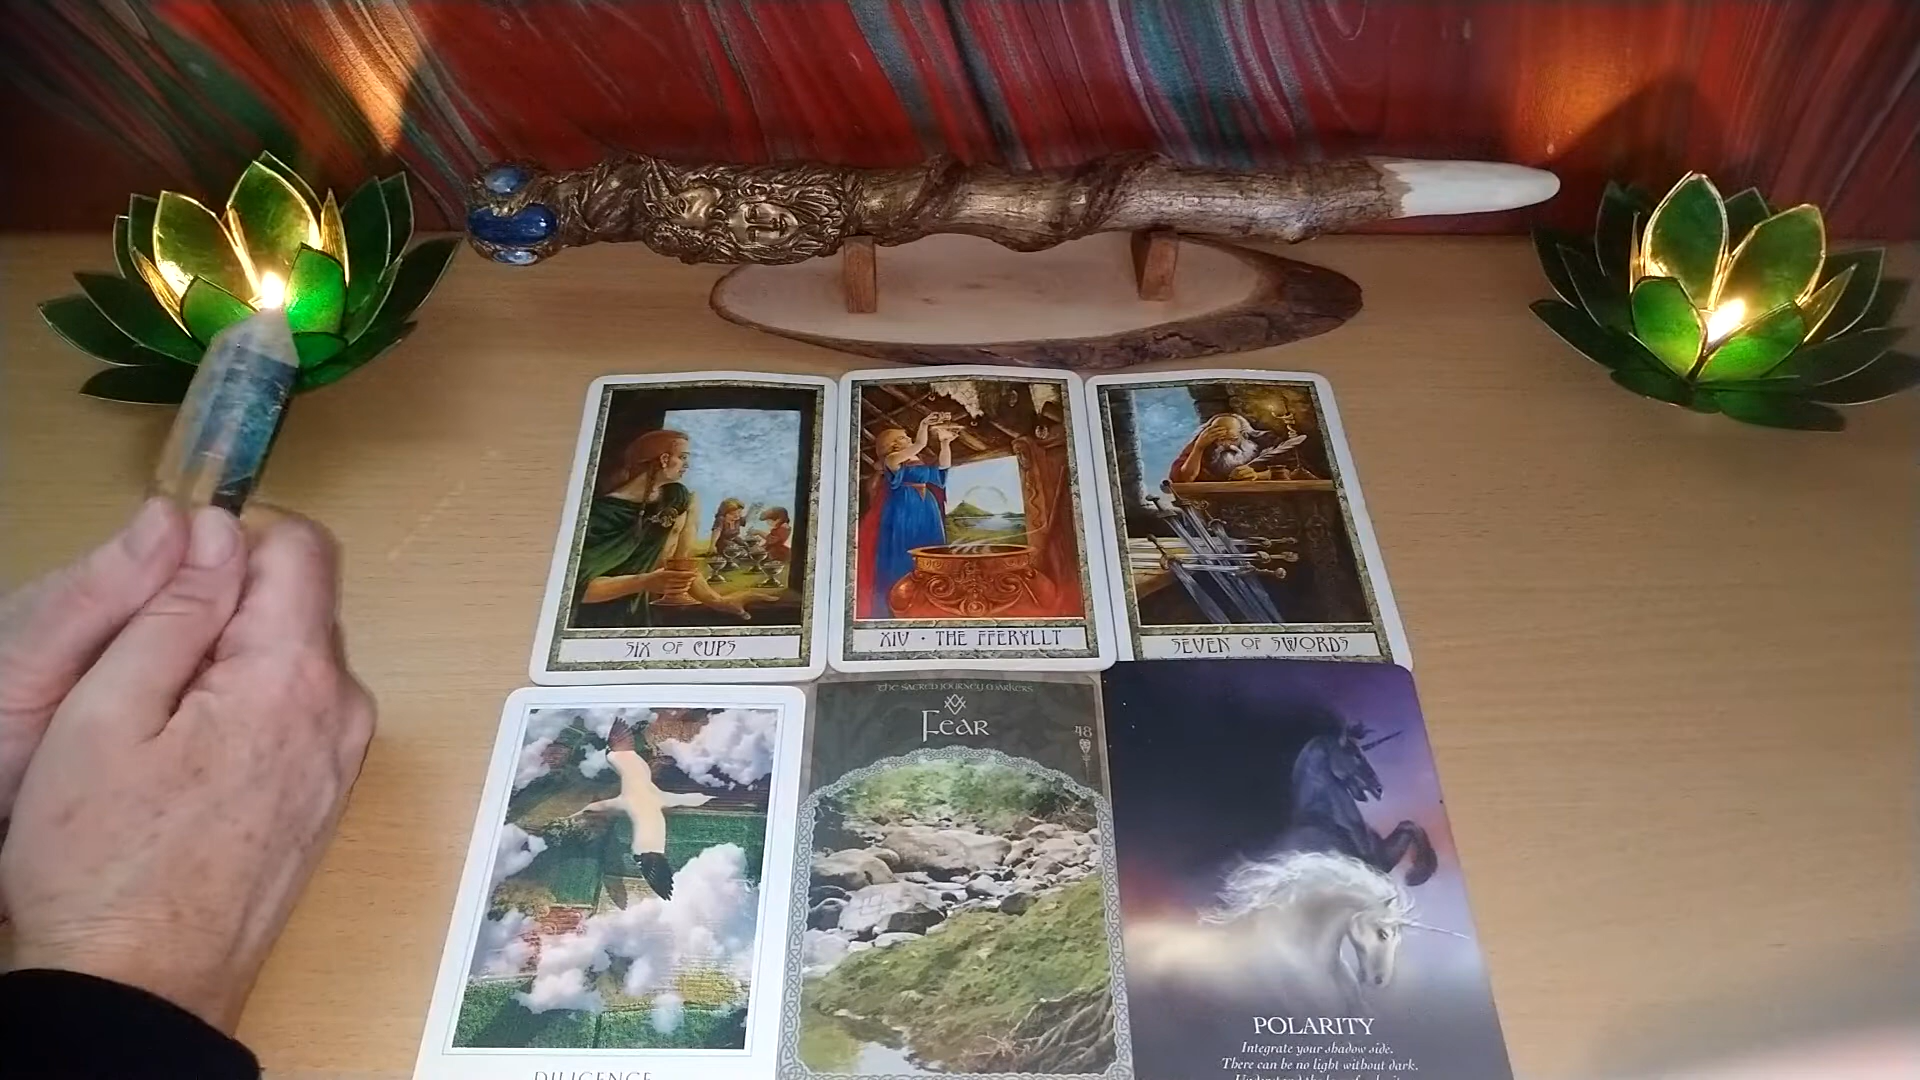 SIX OF CUPS
XIV • THE FFERYLLT
SEVEN OF SWORDS
DILIGENCE
THE SACRED JOURNEY MARKERS
FEAR
48
POLARITY
Integrate your shadow side.
There can be no light without dark.